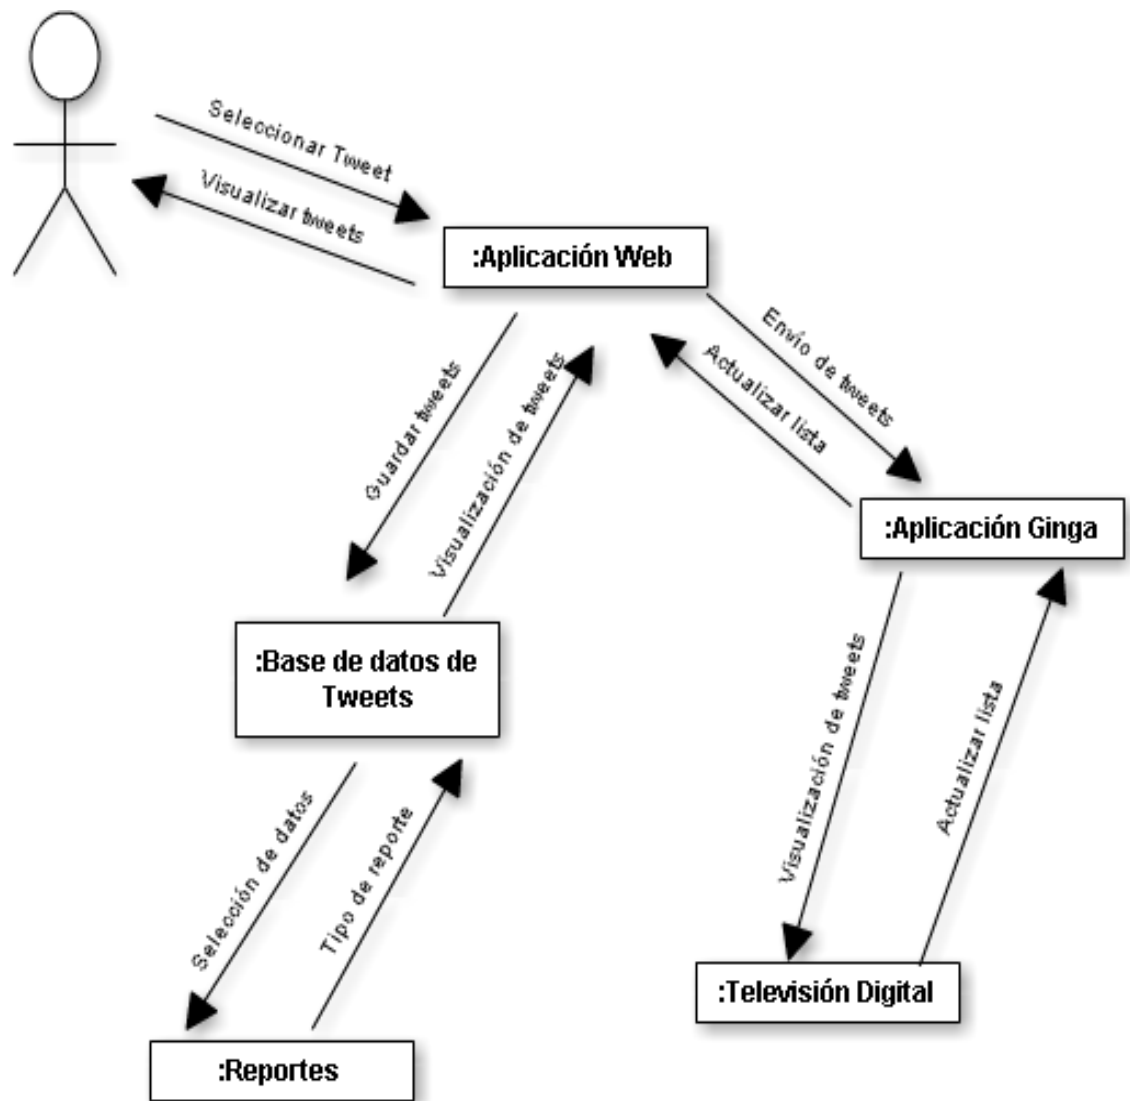 Seleccionar Tweet
Visualizar tweets
:Aplicación Web
Envío de tweets
Actualizar lista
Guardar tweets
Visualización de tweets
:Aplicación Ginga
:Base de datos de
Tweets
Visualización de tweets
Actualizar lista
Selección de datos
Tipo de reporte
:Televisión Digital
:Reportes